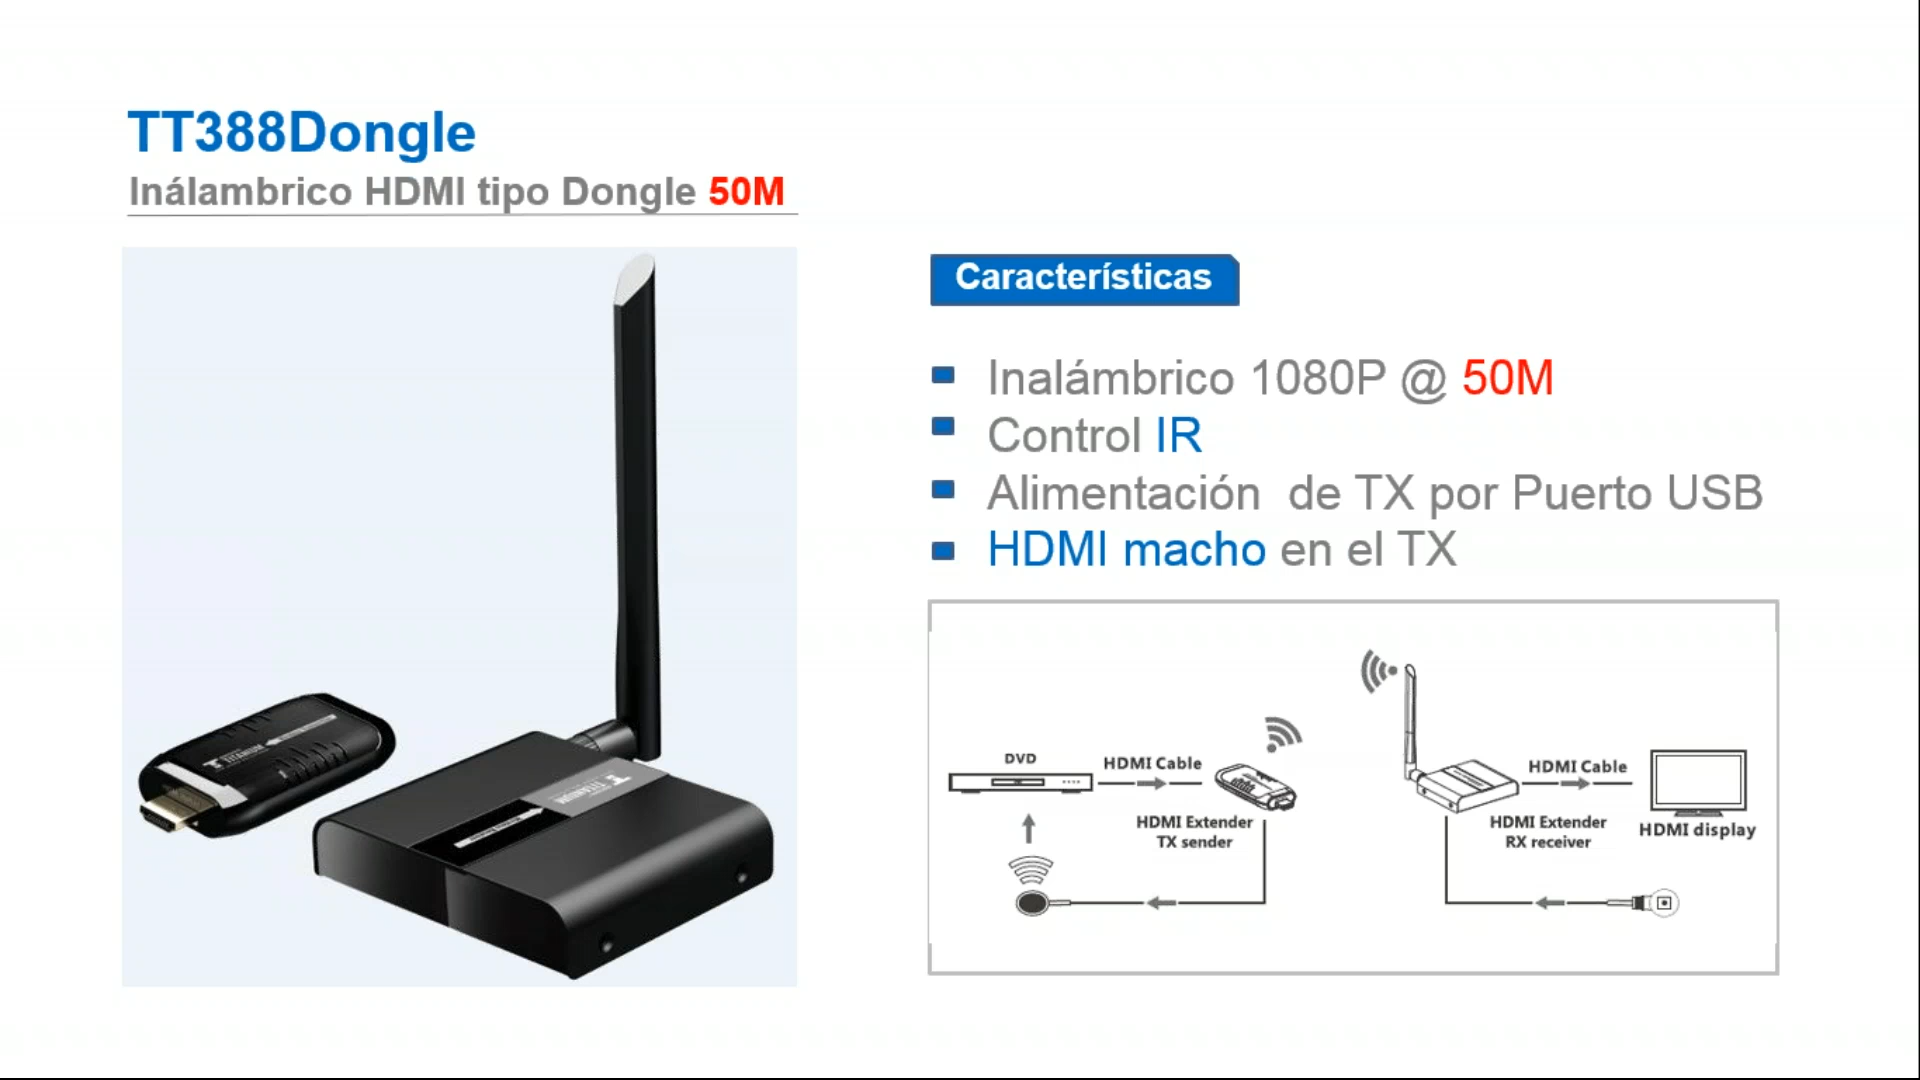 TT388Dongle
Inálambrico HDMI tipo Dongle 50M
Características
Inalámbrico 1080P @ 50M
Control IR
Alimentación de TX por Puerto USB
HDMI macho en el TX
TITANIUM
TITANIUM
DVD
HDMI Cable
HDMI Extender
TX sender
HDMI Cable
HDMI Extender
RX receiver
HDMI display